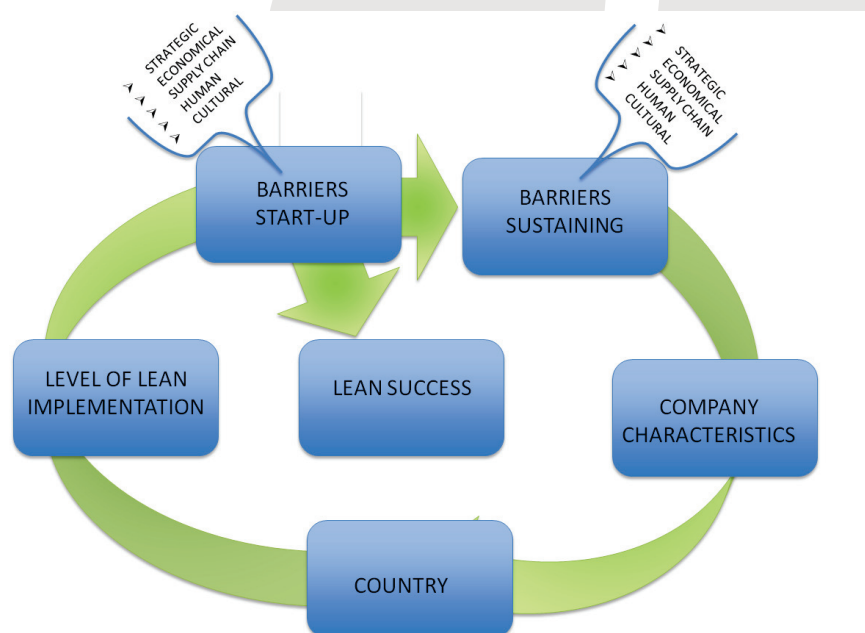 STRATEGIC
ECONOMICAL
SUPPLY CHAIN
HUMAN
CULTURAL
STRATEGIC
ECONOMICAL
SUPPLY CHAIN
HUMAN
CULTURAL
BARRIERS
START-UP
BARRIERS
SUSTAINING
LEVEL OF LEAN
IMPLEMENTATION
LEAN SUCCESS
COMPANY
CHARACTERISTICS
COUNTRY